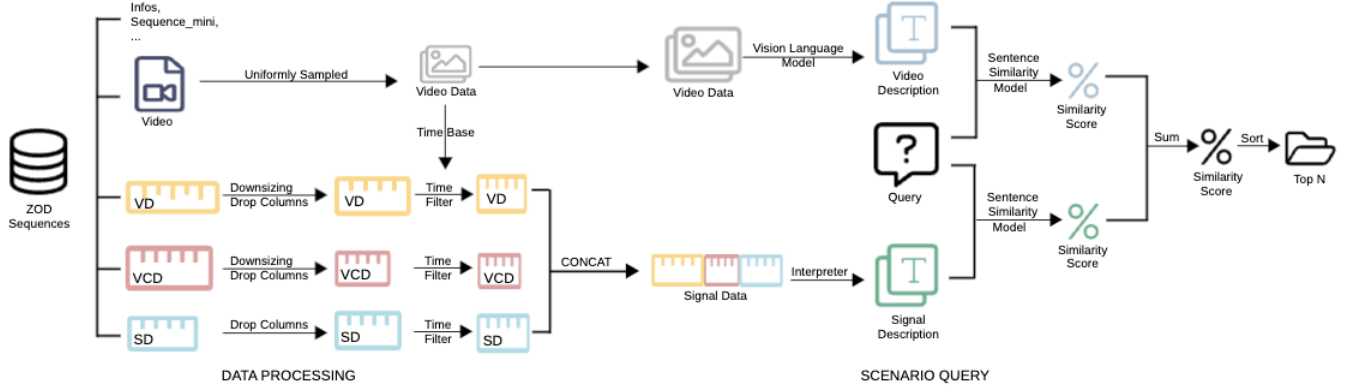 Infos,
Sequence_mini,
...
Video
Uniformly Sampled
Video Data
Time Base
Video Data
Vision Language
Model
Video
Description
Sentence
Similarity
Model
Similarity
Score
ZOD
Sequences
?
Query
Sum
Similarity
Score
Sort
Top N
VD
Downsizing
Drop Columns
VD
Time
Filter
VD
VCD
Downsizing
Drop Columns
VCD
Time
Filter
VCD
CONCAT
Signal Data
Interpreter
T
T
Signal
Description
Sentence
Similarity
Model
%
%
%
Similarity
Score
SD
Drop Columns
SD
Time
Filter
SD
DATA PROCESSING
SCENARIO QUERY